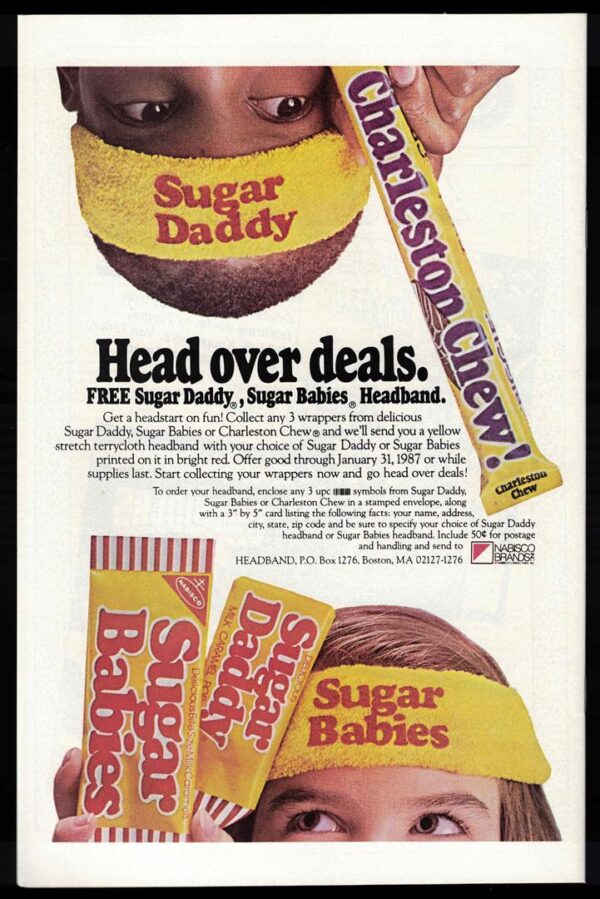 Sugar
Daddy
Charleston Chew!
Charleston
Chew
Head over deals.
FREE Sugar Daddy®, Sugar Babies® Headband.
Get a headstart on fun! Collect any 3 wrappers from delicious
Sugar Daddy, Sugar Babies or Charleston Chew® and we'll send you a yellow
stretch terrycloth headband with your choice of Sugar Daddy or Sugar Babies
printed on it in bright red. Offer good through January 31, 1987 or while
supplies last. Start collecting your wrappers now and go head over deals!
To order your headband, enclose any 3 upc symbols from Sugar Daddy,
Sugar Babies or Charleston Chew in a stamped envelope, along
with a 3" by 5" card listing the following facts: your name, address,
city, state, zip code and be sure to specify your choice of Sugar Daddy
headband or Sugar Babies headband. Include 50¢ for postage
and handling and send to
HEADBAND, P.O. Box 1276, Boston, MA 02127-1276
NABISCO
BRANDS
NABISCO
Sugar
Babies
Delicious Bite Size Milk Caramels
DELICIOUS
Sugar
Daddy
MILK CARAMEL POPS
Sugar
Babies